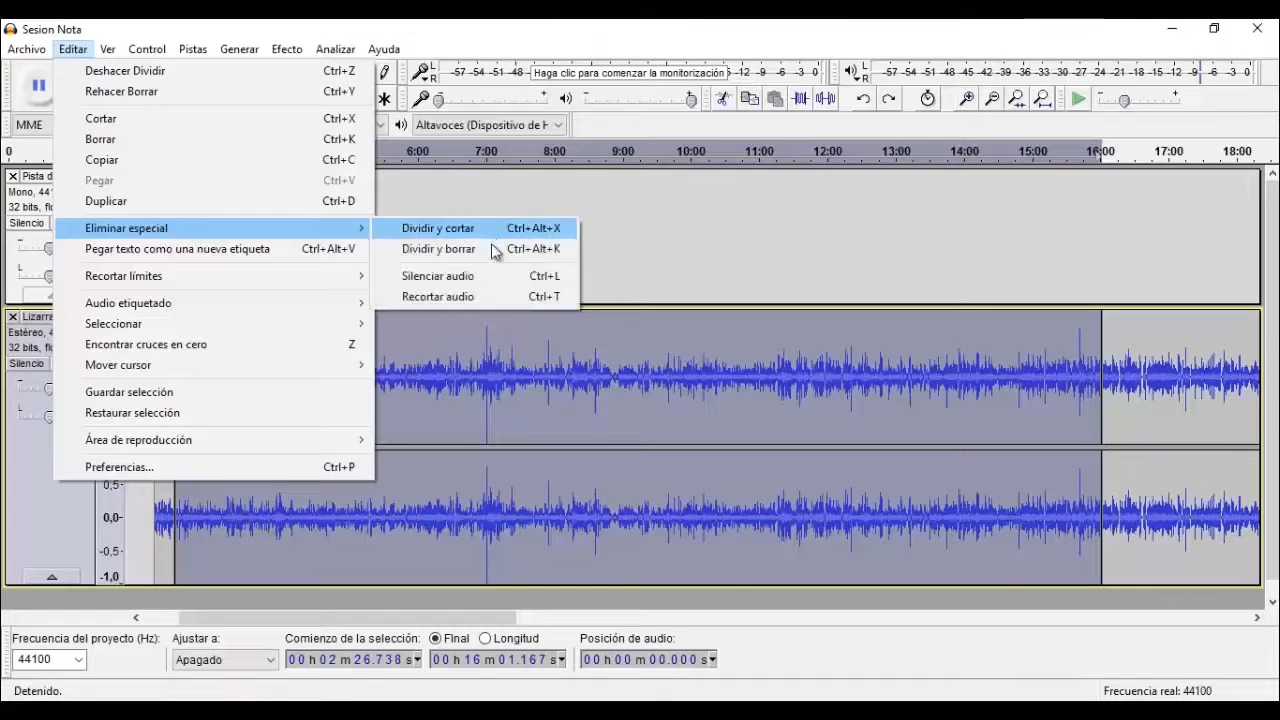 Sesion Nota
Archivo Editar Ver Control Pistas Generar Efecto Analizar Ayuda
Deshacer Dividir Ctrl+Z
Rehacer Borrar Ctrl+Y
Cortar Ctrl+X
Borrar Ctrl+K
Copiar Ctrl+C
Pegar Ctrl+V
Duplicar Ctrl+D
Eliminar especial
Pegar texto como una nueva etiqueta Ctrl+Alt+V
Recortar límites
Audio etiquetado
Seleccionar
Encontrar cruces en cero Z
Mover cursor
Guardar selección
Restaurar selección
Área de reproducción
Preferencias... Ctrl+P
Dividir y cortar Ctrl+Alt+X
Dividir y borrar Ctrl+Alt+K
Silenciar audio Ctrl+L
Recortar audio Ctrl+T
L
R
-57 -54 -51 -48 Haga clic para comenzar la monitorización -12 -9 -6 -3 0
L
R
-57 -54 -51 -48 -45 -42 -39 -36 -33 -30 -27 -24 -21 -18 -15 -12 -9 -6 -3 0
MME
Altavoces (Dispositivo de
0 6:00 7:00 8:00 9:00 10:00 11:00 12:00 13:00 14:00 15:00 16:00 17:00 18:00
Pista d
Mono, 44
32 bits, fl
Silencio
L
Lizarra
Estéreo, 4
32 bits, fl
Silencio
L
0,5-
0,0-
-0,5-
-1,0
Frecuencia del proyecto (Hz): Ajustar a: Comienzo de la selección: FInal Longitud Posición de audio:
44100 Apagado 00 h 02 m 26.738 s 00 h 16 m 01.167 s 00 h 00 m 00.000 s
Detenido. Frecuencia real: 44100